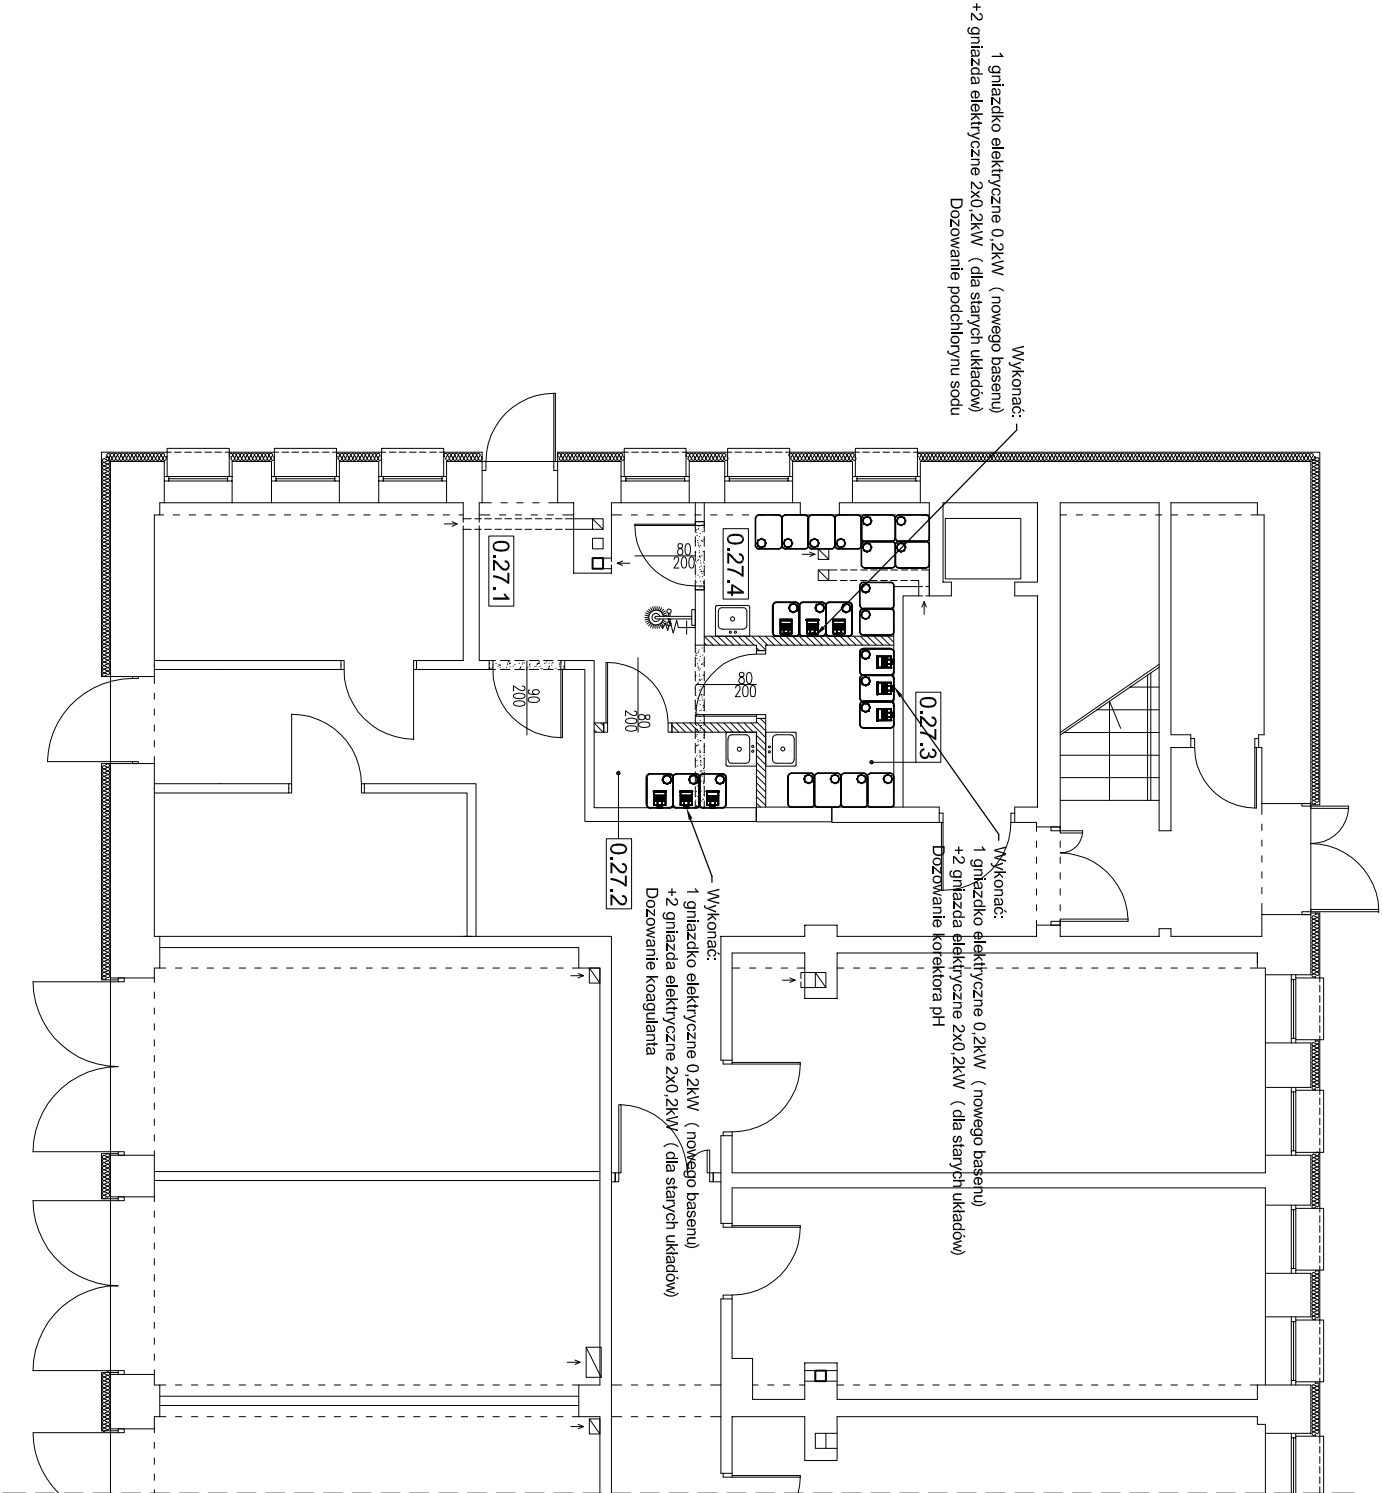 Wykonać:
1 gniazdko elektryczne 0,2kW ( nowego basenu)
+2 gniazda elektryczne 2x0,2kW ( dla starych układów)
Dozowanie podchlorynu sodu
0.27.1
80
200
0.27.4
90
200
80
200
80
200
0.27.3
0.27.2
Wykonać:
1 gniazdko elektryczne 0,2kW ( nowego basenu)
+2 gniazda elektryczne 2x0,2kW ( dla starych układów)
Dozowanie korektora pH
Wykonać:
1 gniazdko elektryczne 0,2kW ( nowego basenu)
+2 gniazda elektryczne 2x0,2kW ( dla starych układów)
Dozowanie koagulanta